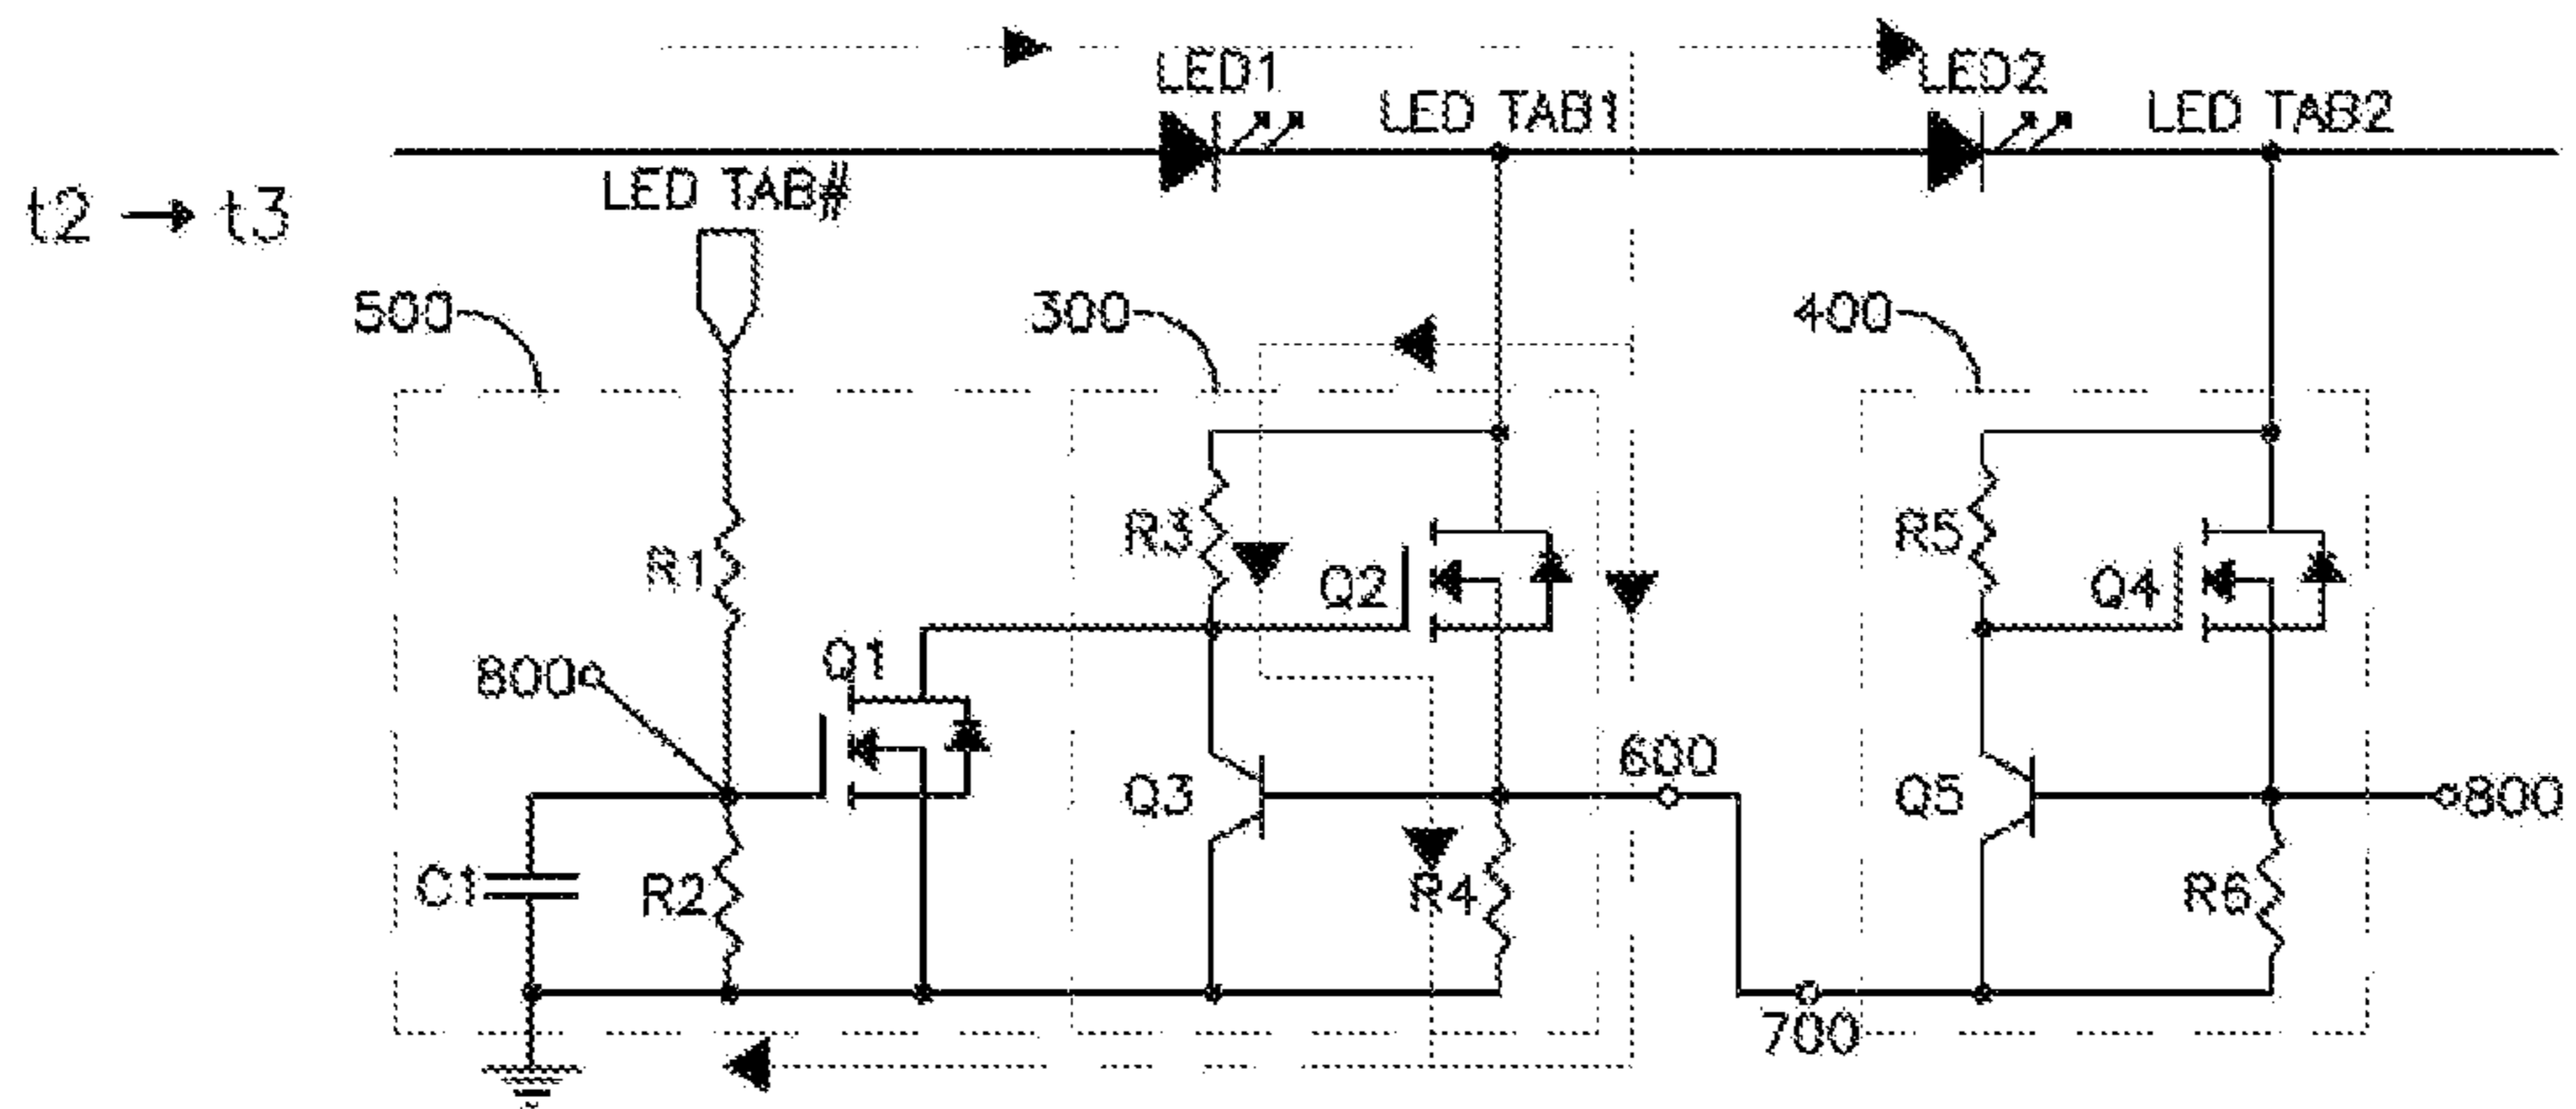 LED1
LED2
LED TAB1
LED TAB2
t2 → t3
LED TAB#
500
300
400
R1
R3
Q2
R5
Q4
800
Q1
Q3
600
Q5
800
C1
R2
R4
R6
700